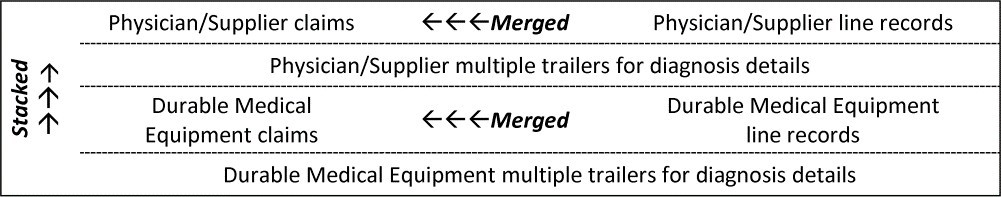 Stacked
Physician/Supplier claims ←←←Merged Physician/Supplier line records
Physician/Supplier multiple trailers for diagnosis details
Durable Medical Equipment claims ←←←Merged Durable Medical Equipment line records
Durable Medical Equipment multiple trailers for diagnosis details